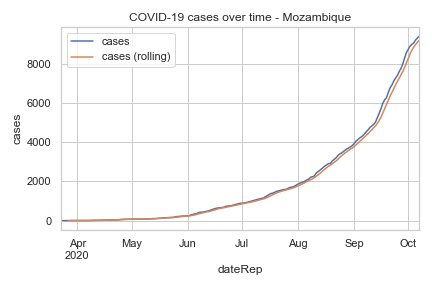 COVID-19 cases over time - Mozambique
cases
cases (rolling)
cases
8000
6000
4000
2000
0
Apr
2020
May
Jun
Jul
Aug
Sep
Oct
dateRep